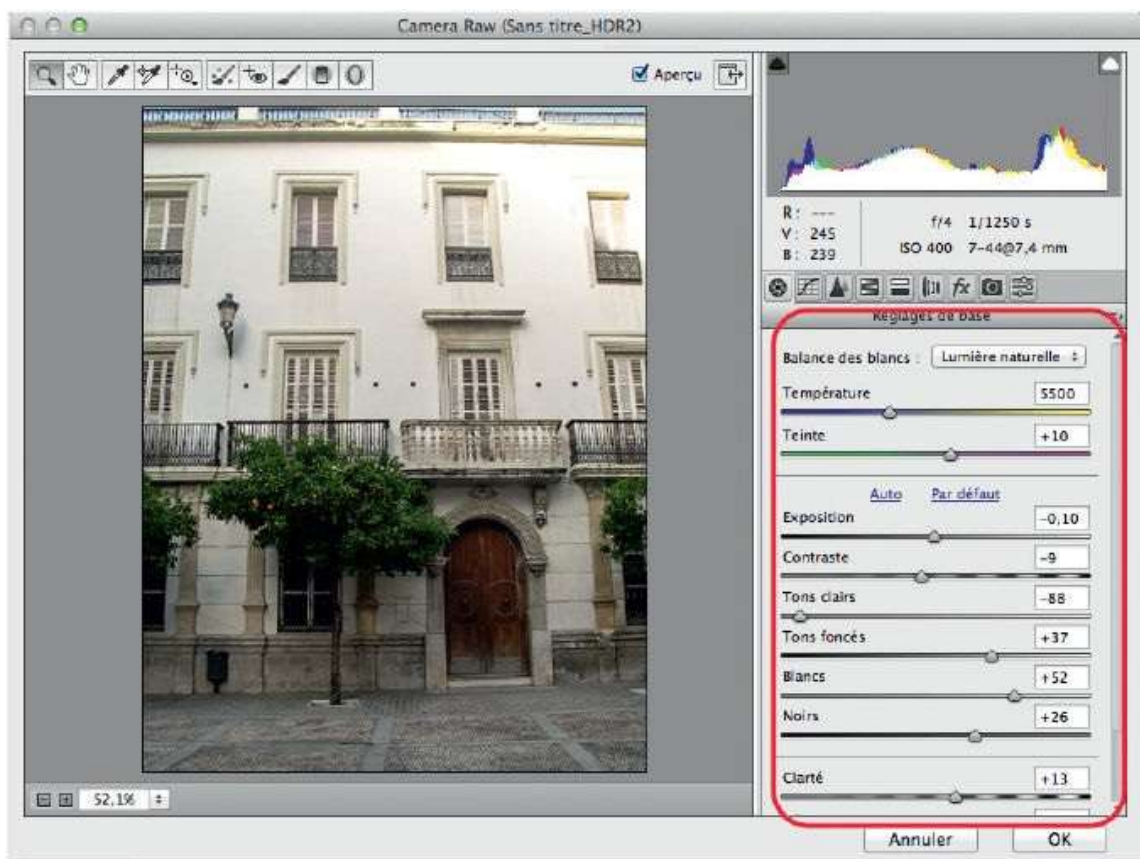 Camera Raw (Sans titre_HDR2)
Aperçu
R : ---
V : 245
B : 239
f/4 1/1250 s
ISO 400 7-44@7,4 mm
fx
Réglages de base
Balance des blancs : Lumière naturelle
Température 5500
Teinte +10
Auto Par défaut
Exposition -0,10
Contraste -9
Tons clairs -88
Tons foncés +37
Blancs +52
Noirs +26
Clarté +13
52,1%
Annuler OK